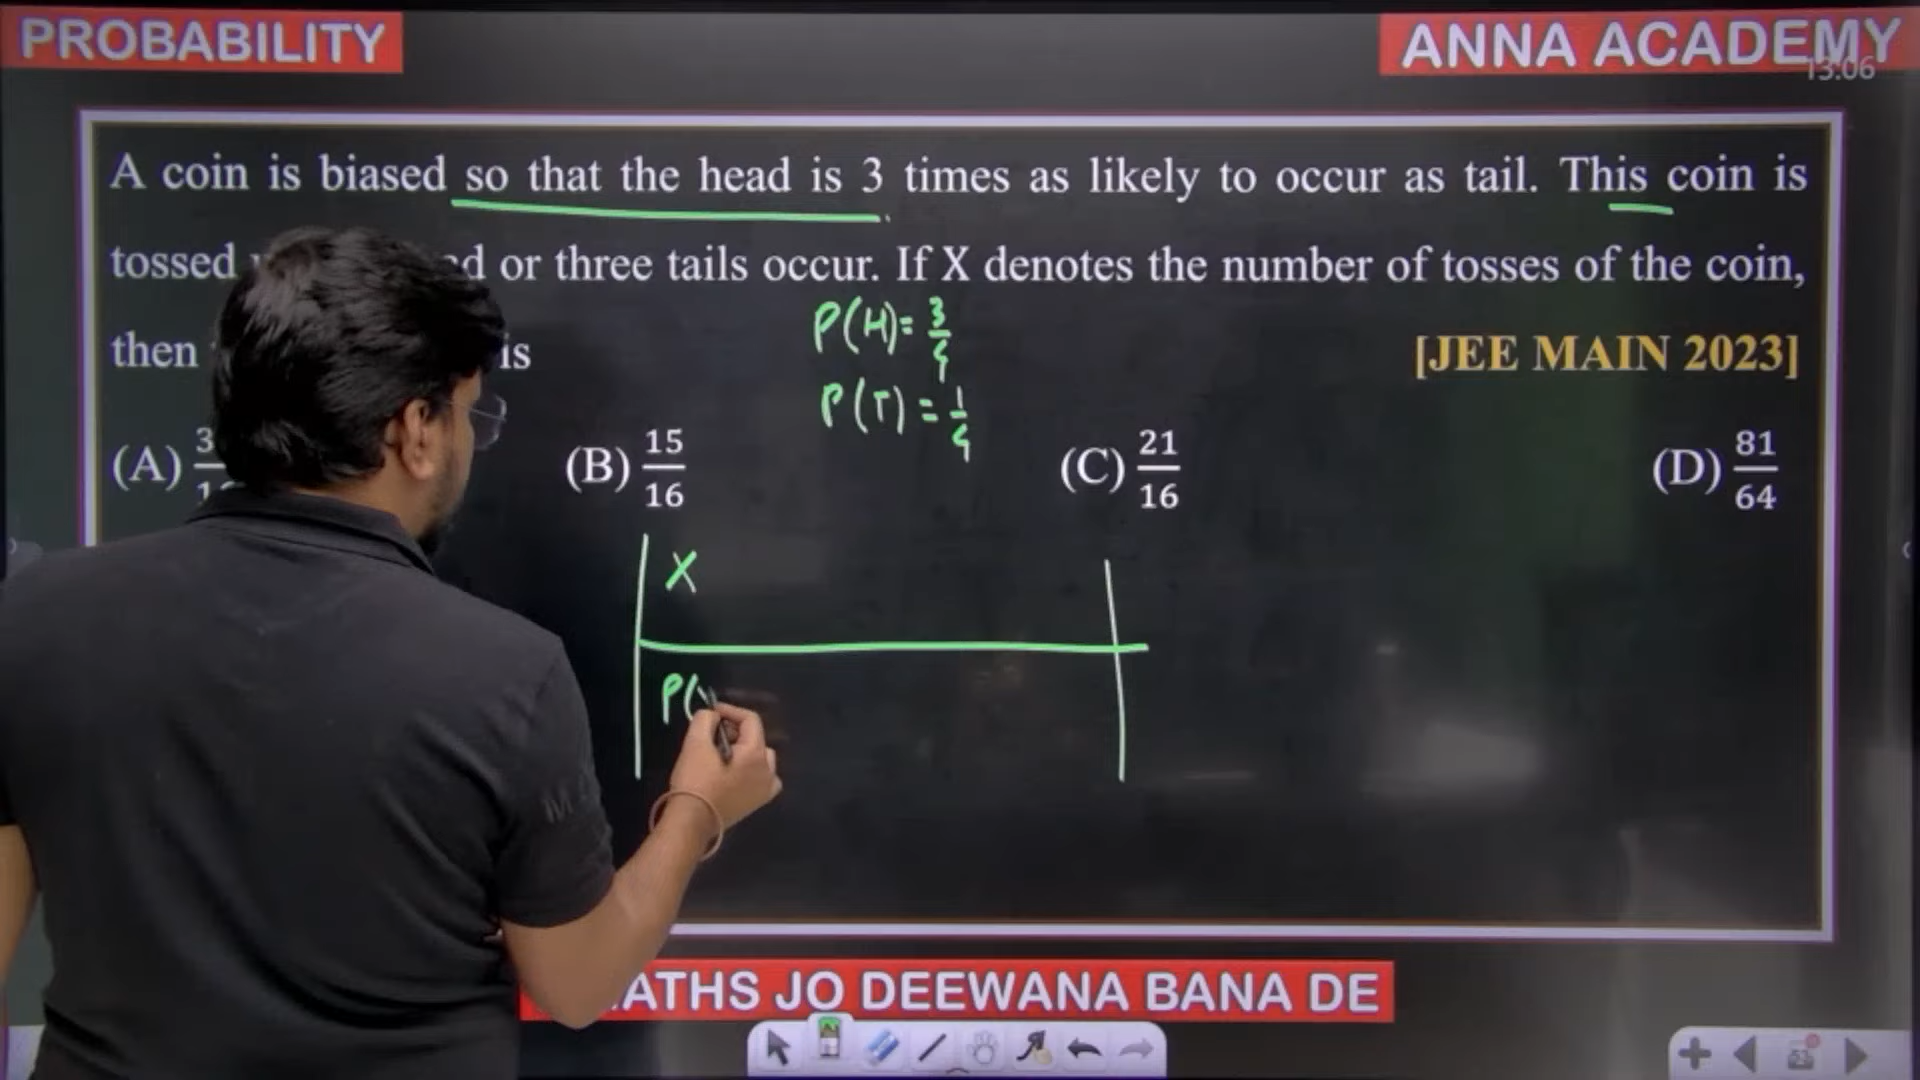 PROBABILITY
ANNA ACADEMY
13:06
A coin is biased so that the head is 3 times as likely to occur as tail. This coin is
tossed or three tails occur. If X denotes the number of tosses of the coin,
then is
[JEE MAIN 2023]
P(H)= 3/4
P(T) = 1/4
(A)
(B) 15/16
(C) 21/16
(D) 81/64
X
P(
MATHS JO DEEWANA BANA DE